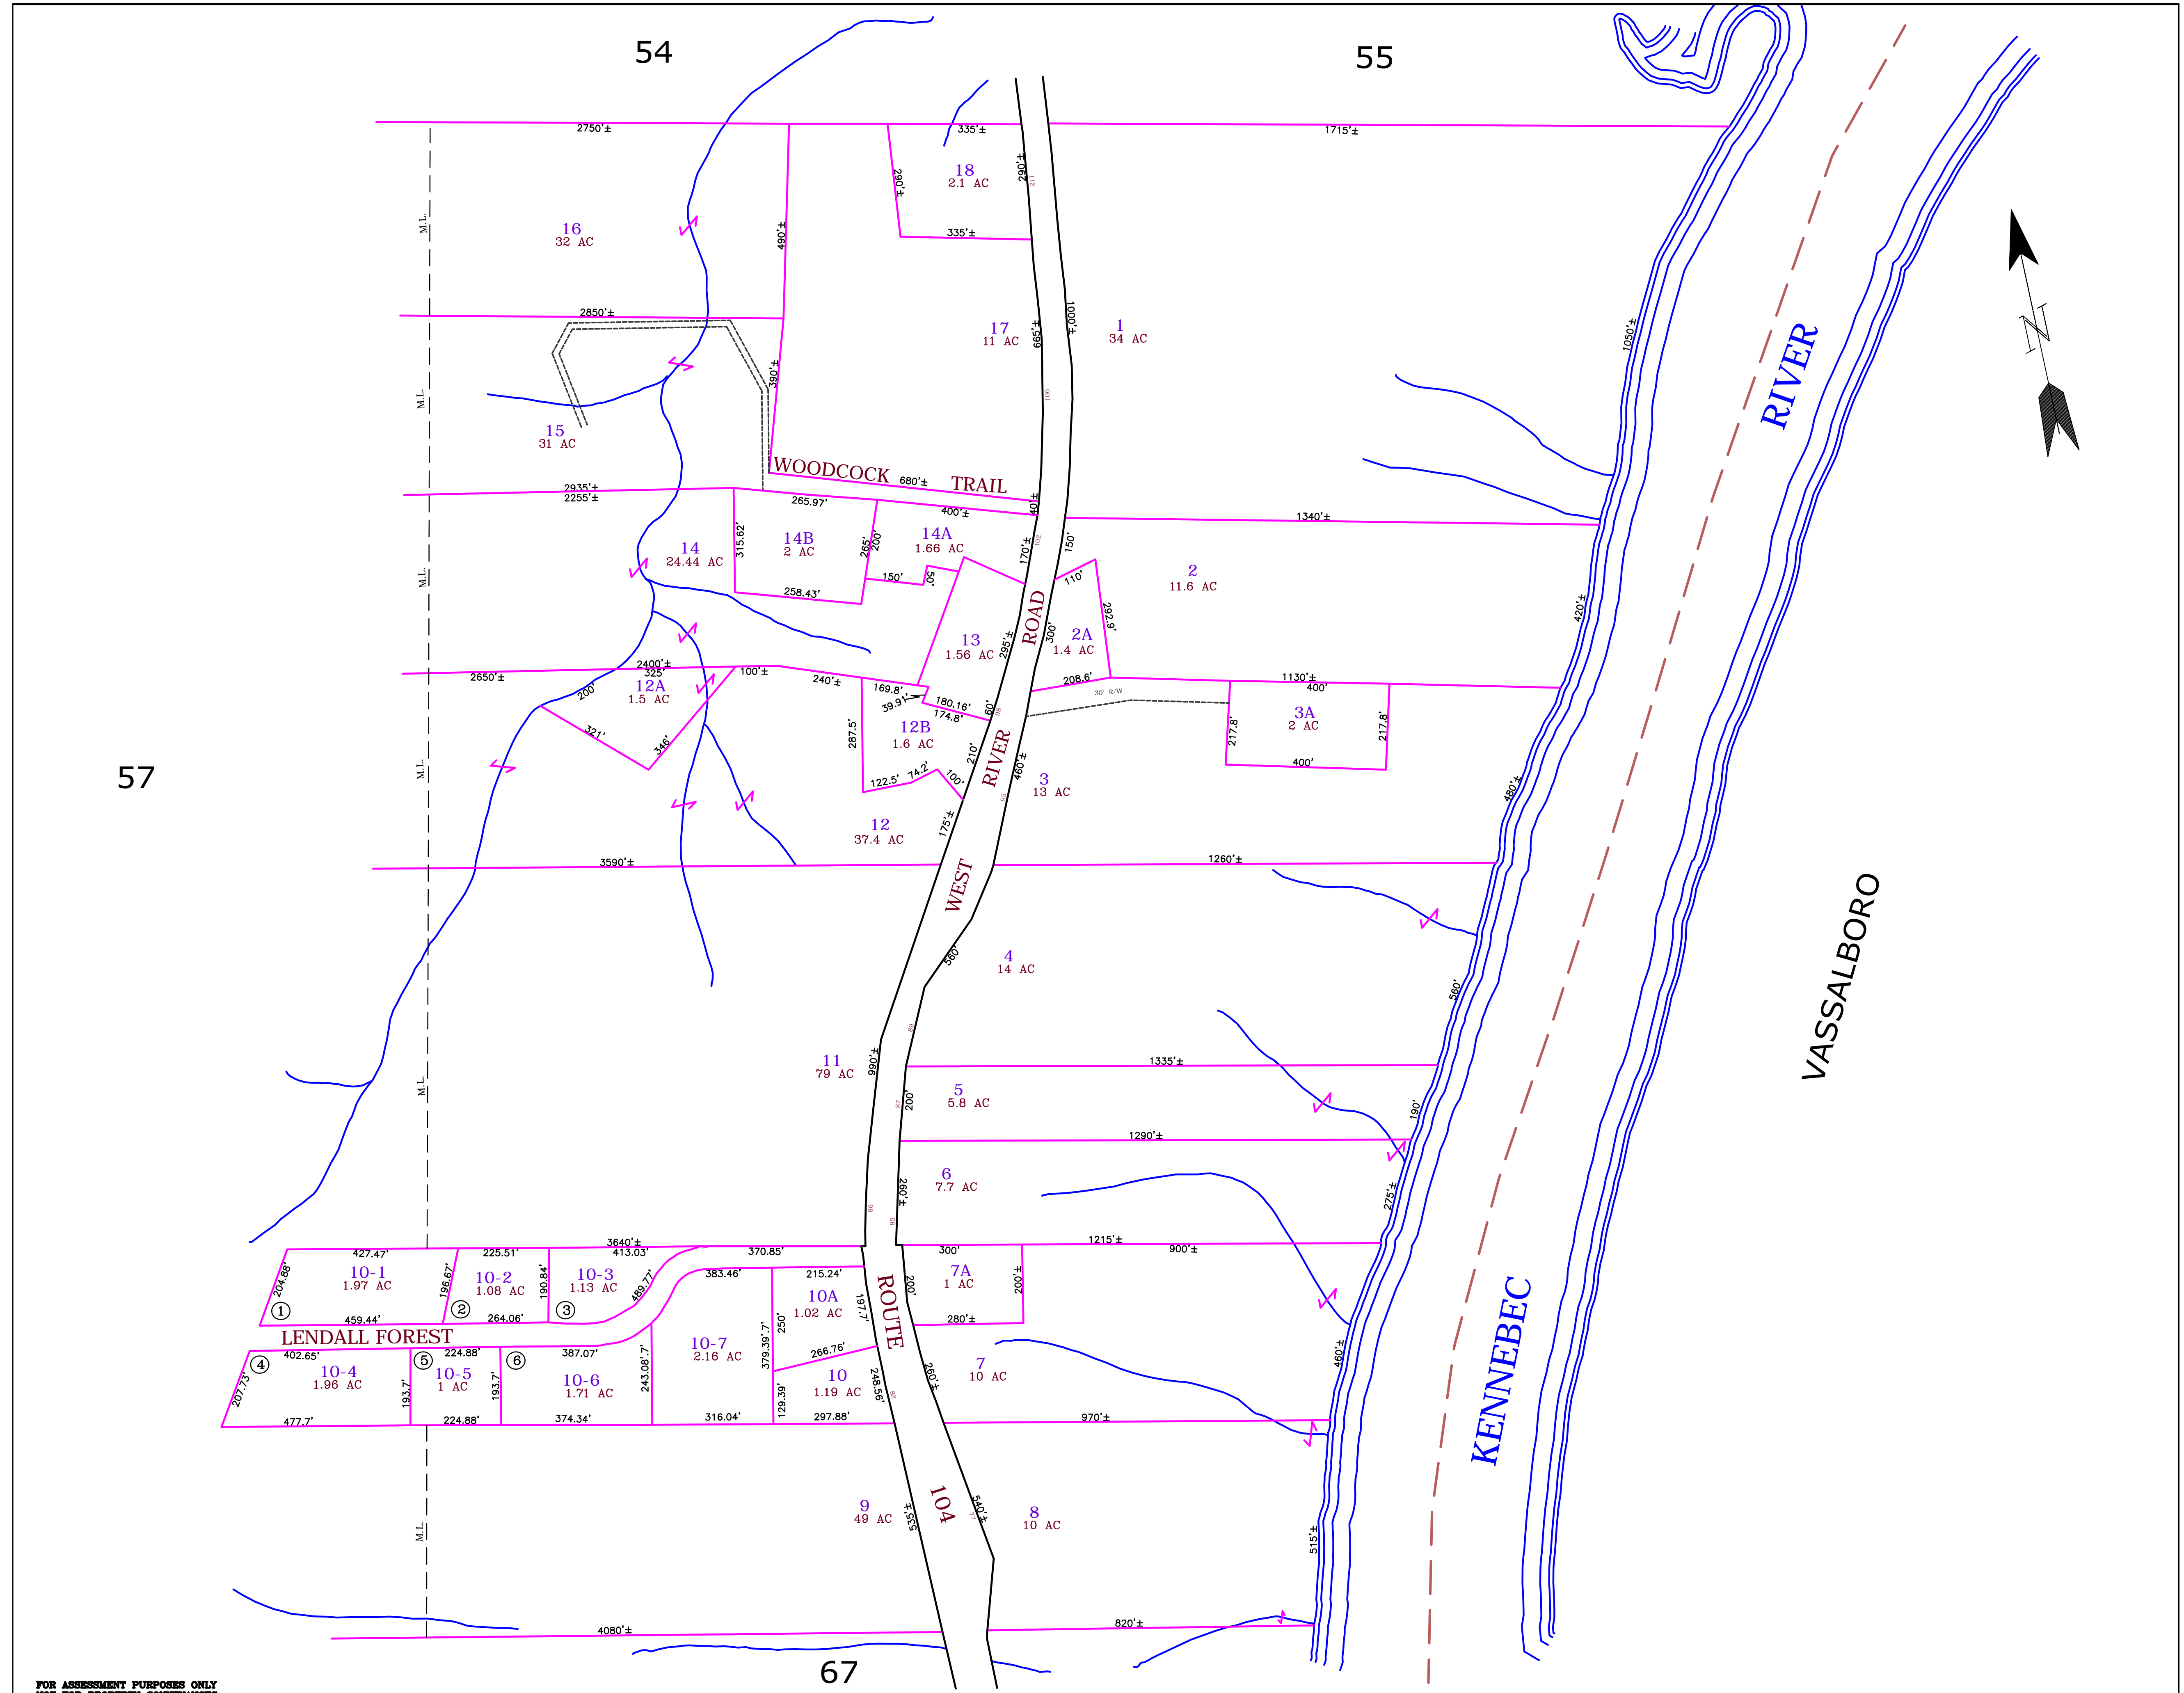 54
55
2750'±
335'±
1715'±
18
2.1 AC
290'±
290'±
112
335'±
M.L.
16
32 AC
490'±
2850'±
17
11 AC
665'±
1000'±
1
34 AC
1050'±
RIVER
N
390'±
106
M.L.
15
31 AC
WOODCOCK TRAIL
680'±
2935'±
2255'±
265.97'
400'±
40'±
1340'±
315.62'
14B
2 AC
265'
200'
14A
1.66 AC
170'±
102
150'
14
24.44 AC
M.L.
150'
50'
110'
2
11.6 AC
258.43'
292.9'
420'±
ROAD
13
1.56 AC
295'±
300'
2A
1.4 AC
2400'±
325'
2650'±
12A
1.5 AC
200'
100'±
240'±
169.8'
39.91'
180.16'
174.8'
60'
98
208.6'
30' R/W
1130'±
400'
3A
2 AC
217.8'
217.8'
400'
321'
346'
287.5'
12B
1.6 AC
210'
RIVER
460'±
57
M.L.
122.5'
74.2'
100'
95
3
13 AC
480'±
12
37.4 AC
175'±
3590'±
1260'±
WEST
VASSALBORO
560'
4
14 AC
560'
89
11
79 AC
990'±
1335'±
M.L.
87
200'
5
5.8 AC
190'
1290'±
6
7.7 AC
260'±
275'±
86
85
3640'±
427.47'
225.51'
413.03'
370.85'
300'
1215'±
900'±
204.88'
10-1
1.97 AC
196.67'
10-2
1.08 AC
190.84'
10-3
1.13 AC
489.77'
383.46'
215.24'
10A
1.02 AC
197.7'
ROUTE
200'
7A
1 AC
200'±
KENNEBEC
1
2
3
459.44'
264.06'
280'±
LENDALL FOREST
250'
379.39'.7'
10-7
2.16 AC
266.76'
402.65'
224.88'
387.07'
4
5
6
207.73'
10-4
1.96 AC
193.7'
10-5
1 AC
193.7'
10-6
1.71 AC
243.08'.7'
129.39'
10
1.19 AC
248.56'
82
260'±
7
10 AC
460'±
477.7'
224.88'
374.34'
316.04'
297.88'
970'±
M.L.
9
49 AC
535'±
104
540'±
77
8
10 AC
515'±
4080'±
820'±
67
FOR ASSESSMENT PURPOSES ONLY